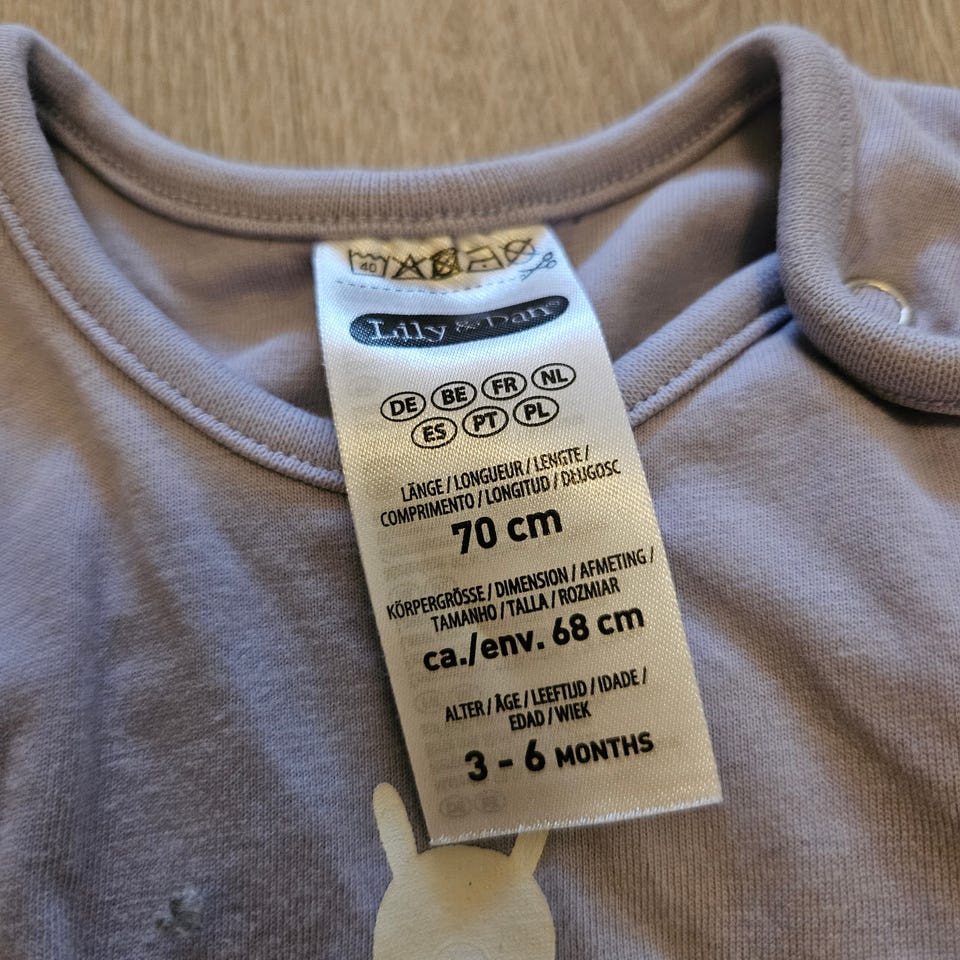 40
Lily & Dan®
DE BE FR NL
ES PT PL
LÄNGE / LONGUEUR / LENGTE /
COMPRIMENTO / LONGITUD / DŁUGOSC
70 cm
KÖRPERGRÖSSE / DIMENSION / AFMETING /
TAMANHO / TALLA / ROZMIAR
ca./env. 68 cm
ALTER / ÂGE / LEEFTIJD / IDADE /
EDAD / WIEK
3 - 6 MONTHS